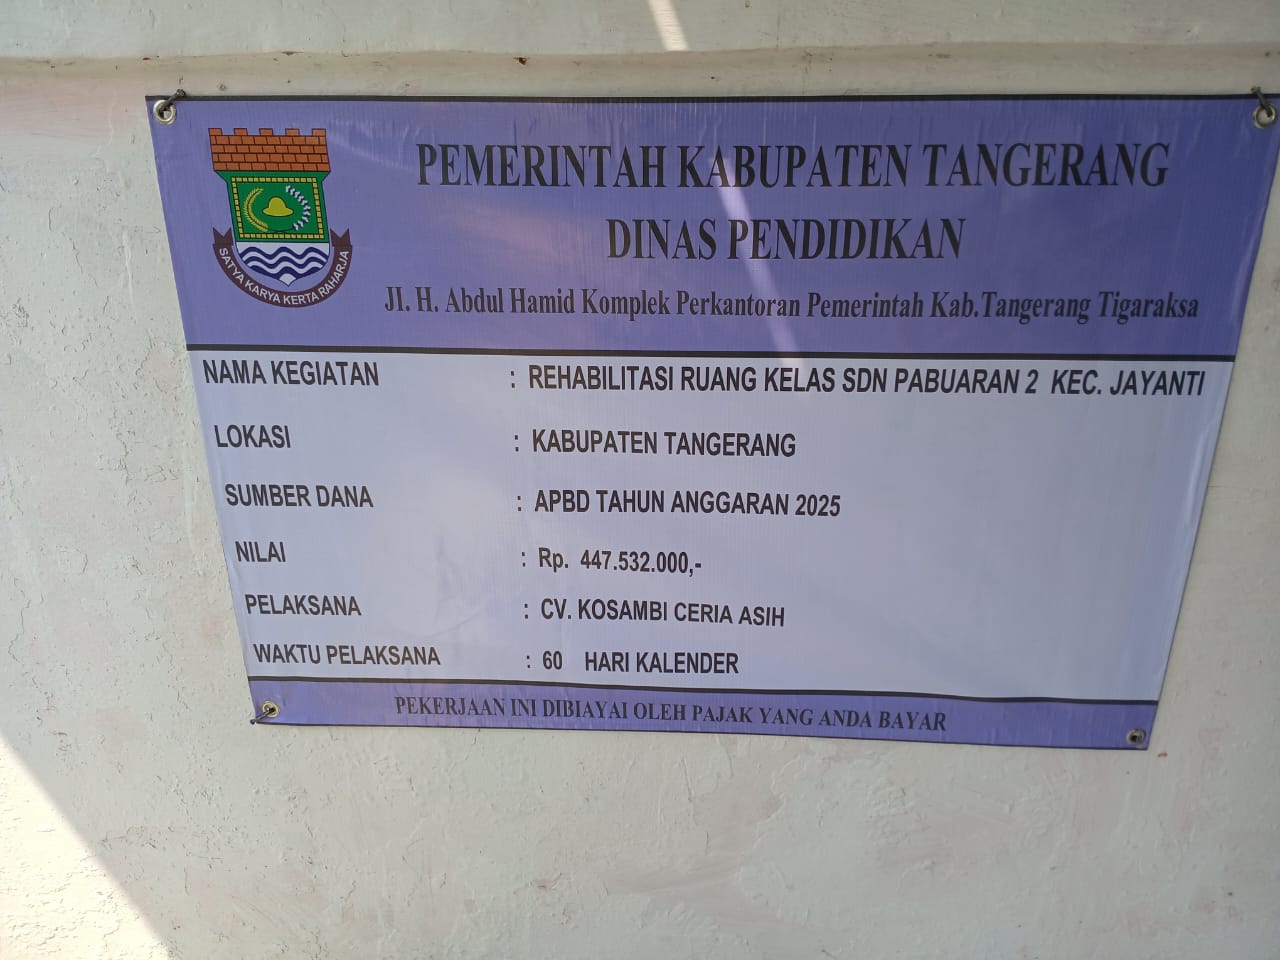 PEMERINTAH KABUPATEN TANGERANG
DINAS PENDIDIKAN
Jl. H. Abdul Hamid Komplek Perkantoran Pemerintah Kab.Tangerang Tigaraksa
SATYA KARYA KERTA RAHARJA
NAMA KEGIATAN : REHABILITASI RUANG KELAS SDN PABUARAN 2 KEC. JAYANTI
LOKASI : KABUPATEN TANGERANG
SUMBER DANA : APBD TAHUN ANGGARAN 2025
NILAI : Rp. 447.532.000,-
PELAKSANA : CV. KOSAMBI CERIA ASIH
WAKTU PELAKSANA : 60 HARI KALENDER
PEKERJAAN INI DIBIAYAI OLEH PAJAK YANG ANDA BAYAR